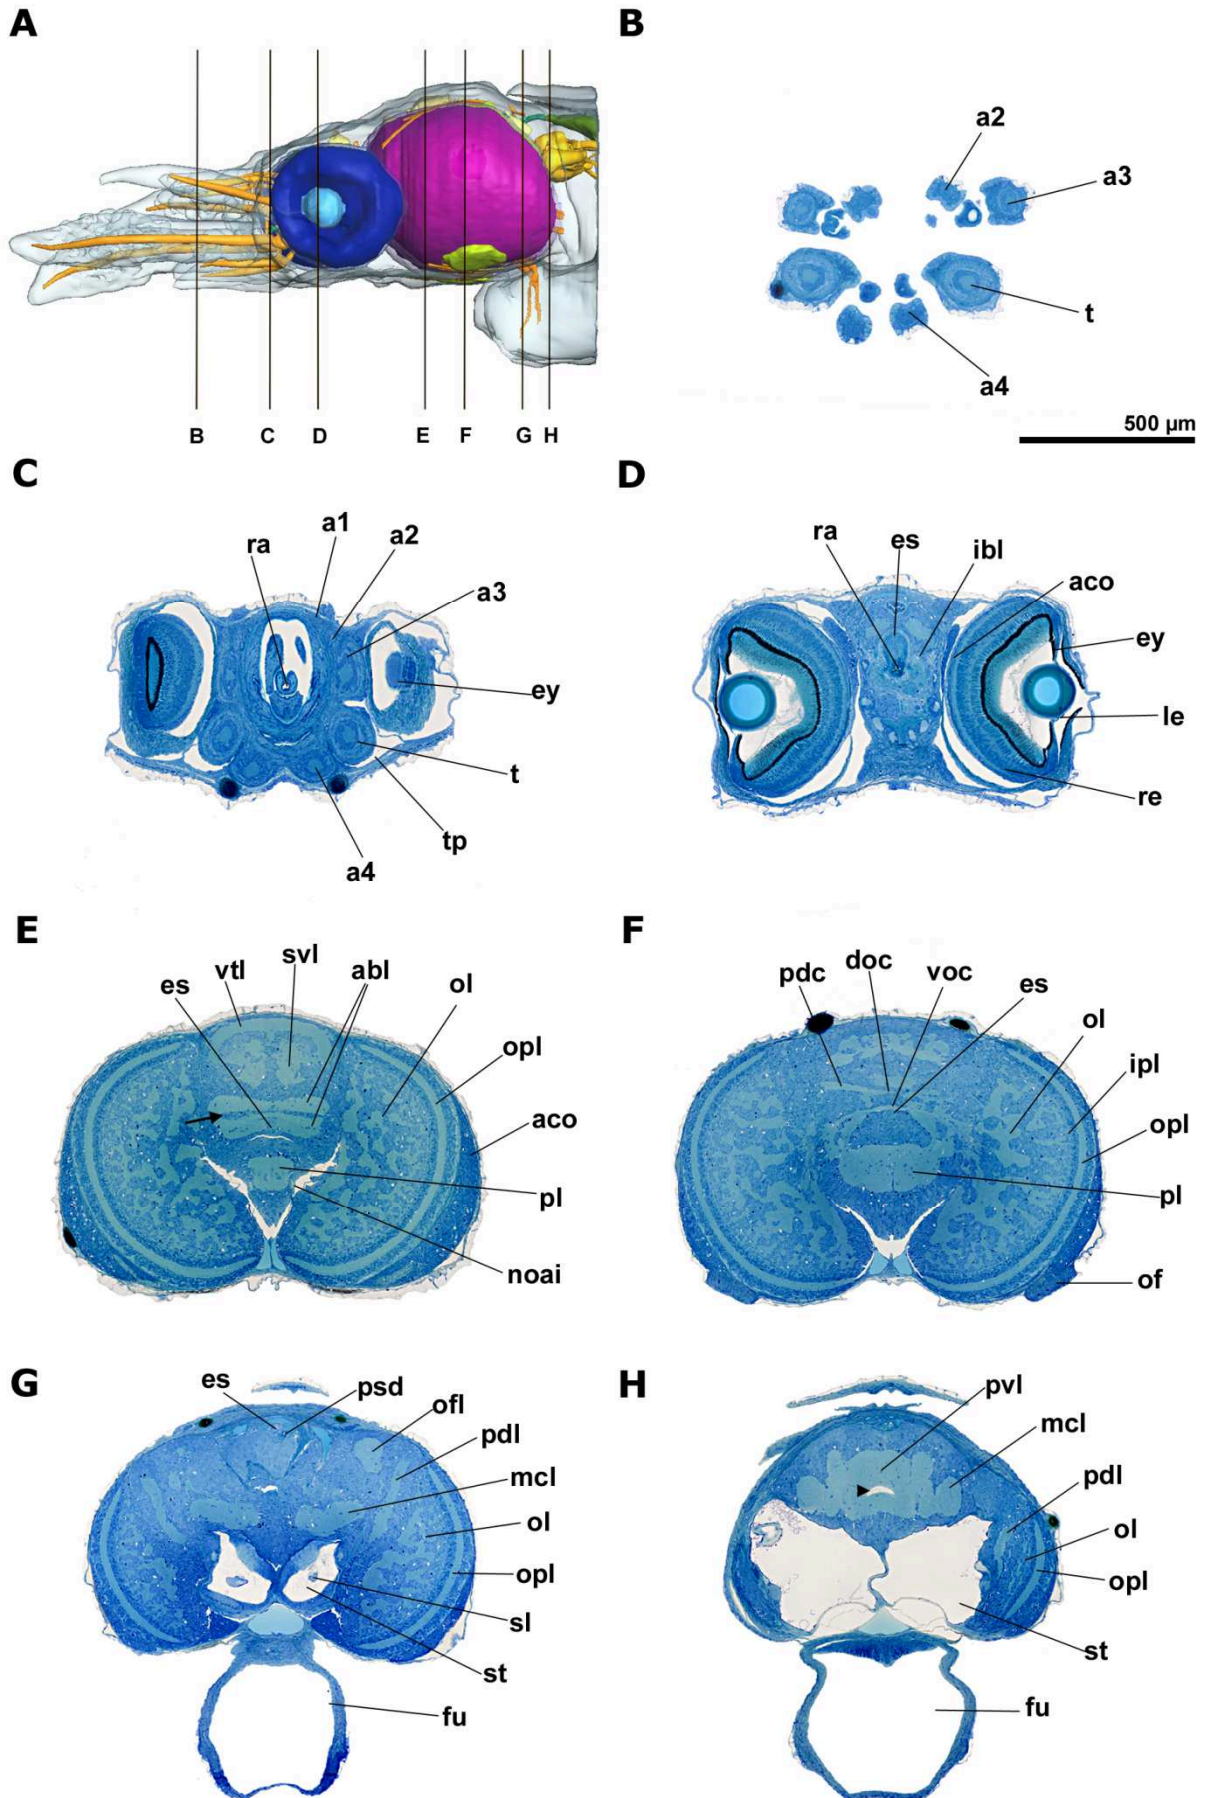 A
B
C
D
E
F
G
H
B
a2
a3
t
a4
500 µm
C
ra
a1
a2
a3
ey
t
tp
a4
D
ra
es
ibl
aco
ey
le
re
E
es
vtl
svl
abl
ol
opl
aco
pl
noai
F
pdc
doc
voc
es
ol
ipl
opl
pl
of
G
es
psd
ofl
pdl
mcl
ol
opl
sl
st
fu
H
pvl
mcl
pdl
ol
opl
st
fu